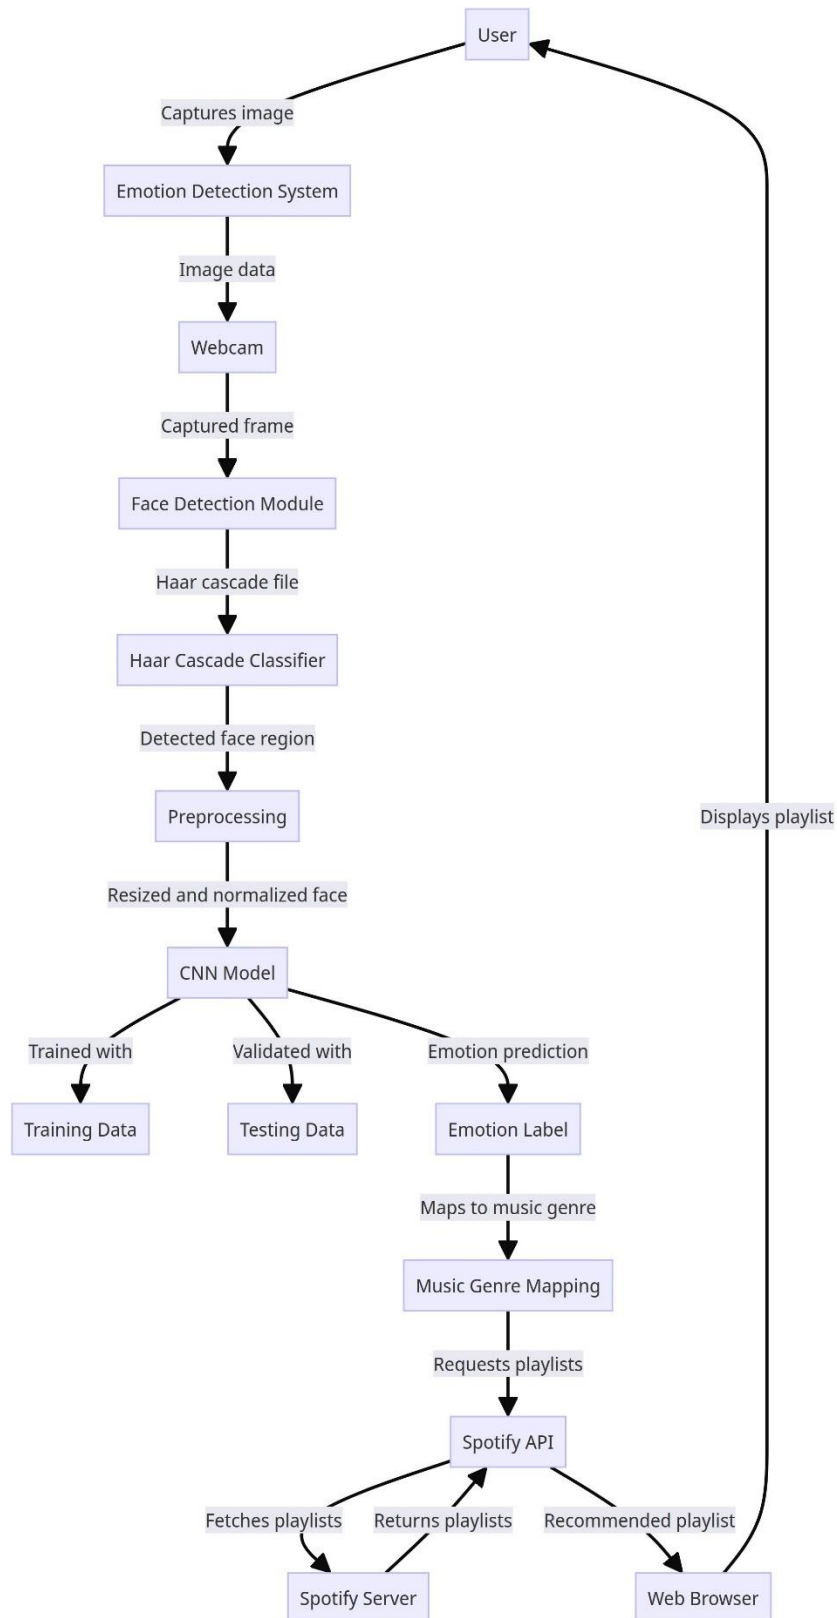 User
Captures image
Emotion Detection System
Image data
Webcam
Captured frame
Face Detection Module
Haar cascade file
Haar Cascade Classifier
Detected face region
Preprocessing
Displays playlist
Resized and normalized face
CNN Model
Trained with
Validated with
Emotion prediction
Training Data
Testing Data
Emotion Label
Maps to music genre
Music Genre Mapping
Requests playlists
Spotify API
Fetches playlists
Returns playlists
Recommended playlist
Spotify Server
Web Browser